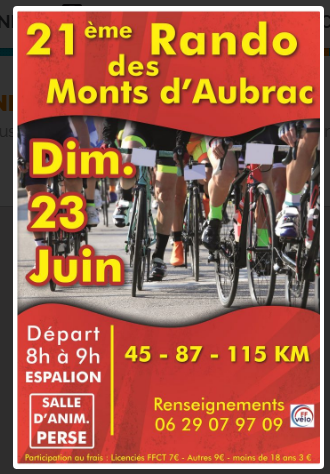 21ème Rando
des
Monts d'Aubrac
Dim.
23
Juin
Départ
8h à 9h
ESPALION
45 - 87 - 115 KM
SALLE
D'ANIM.
PERSE
Renseignements
06 29 07 97 09
vélo
Participation au frais : Licenciés FFCT 7€ - Autres 9€ - moins de 18 ans 3 €